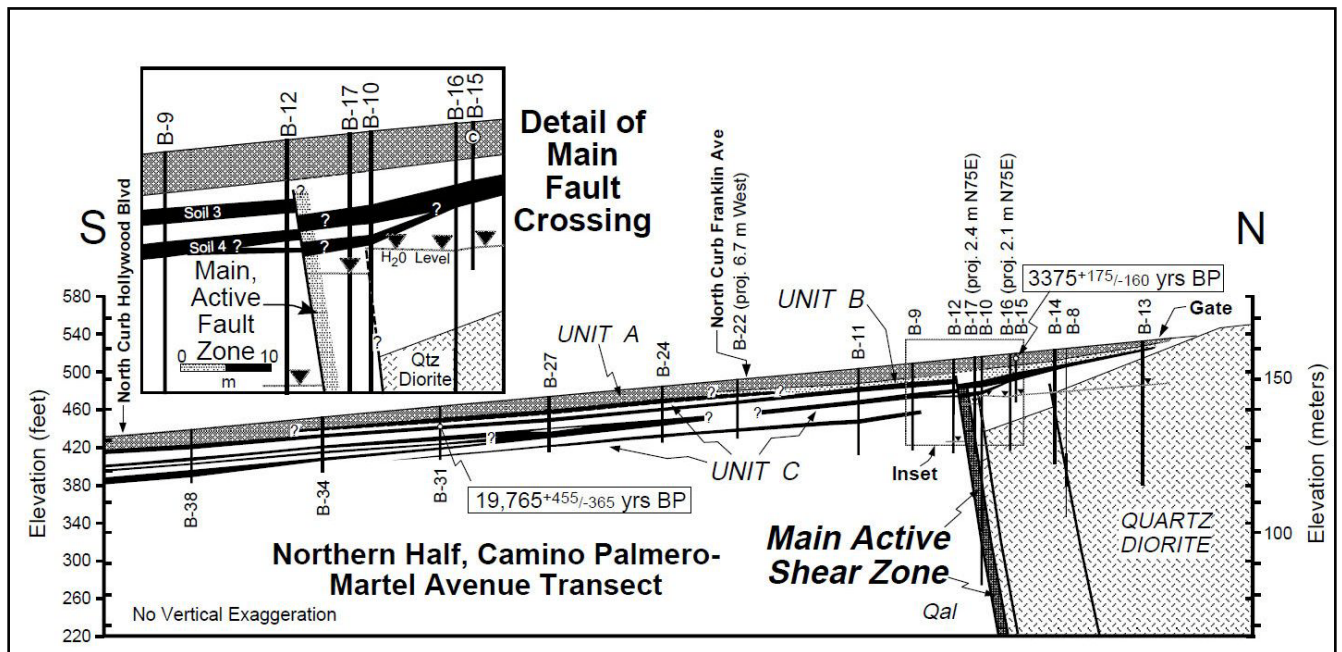 Detail of
Main
Fault
Crossing
B-9
B-12
B-17
B-10
B-16
B-15
C
?
Soil 3
?
?
Soil 4
?
?
H20 Level
Main,
Active
Fault
Zone
0 10
m
?
Qtz
Diorite
S
N
North Curb Hollywood Blvd
North Curb Franklin Ave
B-22 (proj. 6.7 m West)
B-38
B-34
B-31
B-27
B-24
B-11
B-9
B-12
B-17 (proj. 2.4 m N75E)
B-10
B-16 (proj. 2.1 m N75E)
B-15
B-14
B-8
B-13
3375+175/-160 yrs BP
Gate
UNIT A
UNIT B
UNIT C
?
?
?
?
?
19,765+455/-365 yrs BP
Inset
Main Active
Shear Zone
QUARTZ
DIORITE
Qal
Northern Half, Camino Palmero-
Martel Avenue Transect
No Vertical Exaggeration
Elevation (feet)
580
540
500
460
420
380
340
300
260
220
Elevation (meters)
150
100